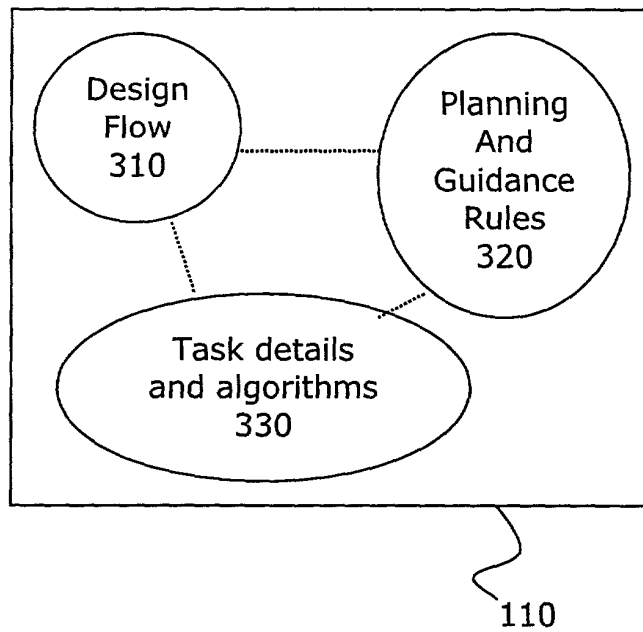 Design
Flow
310
Planning
And
Guidance
Rules
320
Task details
and algorithms
330
110